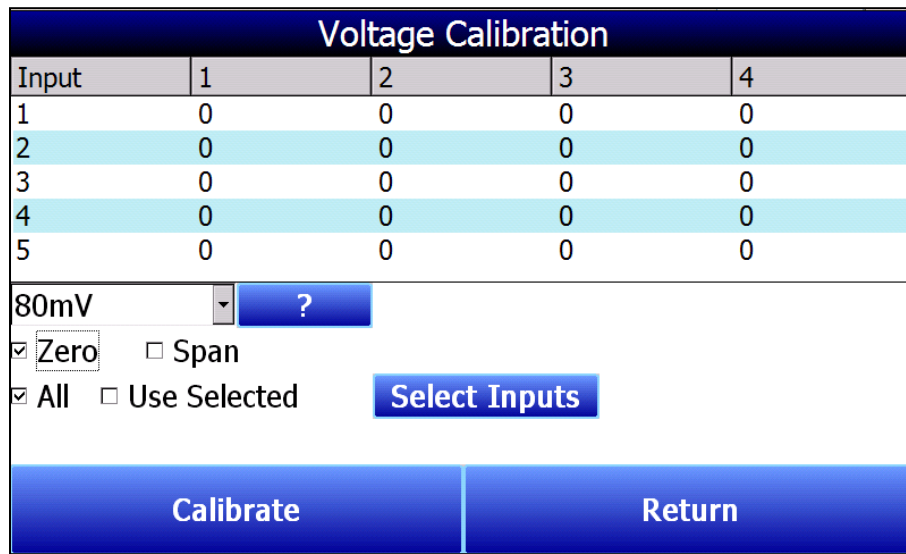 Voltage Calibration
Input 1 2 3 4
1 0 0 0 0
2 0 0 0 0
3 0 0 0 0
4 0 0 0 0
5 0 0 0 0
80mV ?
Zero Span
All Use Selected Select Inputs
Calibrate Return